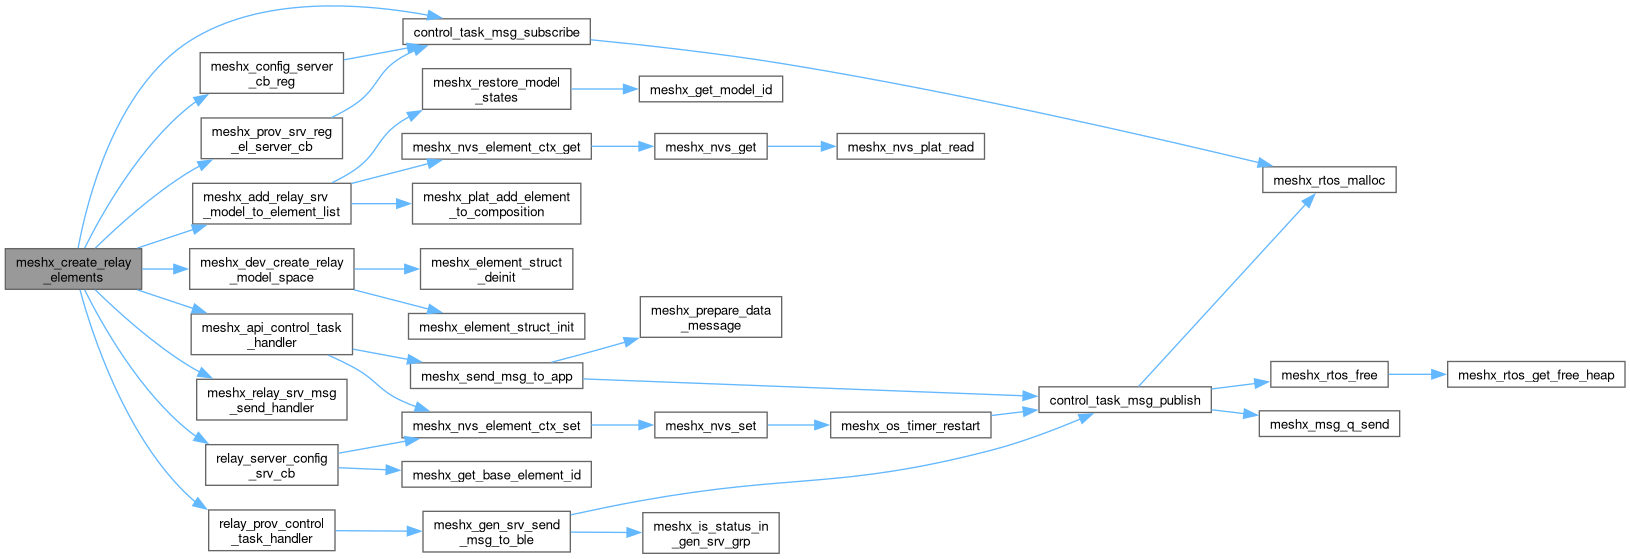 meshx_create_relay
_elements
control_task_msg_subscribe
meshx_config_server
_cb_reg
meshx_prov_srv_reg
_el_server_cb
meshx_add_relay_srv
_model_to_element_list
meshx_dev_create_relay
_model_space
meshx_api_control_task
_handler
meshx_relay_srv_msg
_send_handler
relay_server_config
_srv_cb
relay_prov_control
_task_handler
meshx_restore_model
_states
meshx_nvs_element_ctx_get
meshx_plat_add_element
_to_composition
meshx_element_struct
_deinit
meshx_element_struct_init
meshx_send_msg_to_app
meshx_nvs_element_ctx_set
meshx_get_base_element_id
meshx_gen_srv_send
_msg_to_ble
meshx_get_model_id
meshx_nvs_get
meshx_prepare_data
_message
meshx_nvs_set
meshx_is_status_in
_gen_srv_grp
meshx_nvs_plat_read
meshx_os_timer_restart
control_task_msg_publish
meshx_rtos_malloc
meshx_rtos_free
meshx_msg_q_send
meshx_rtos_get_free_heap